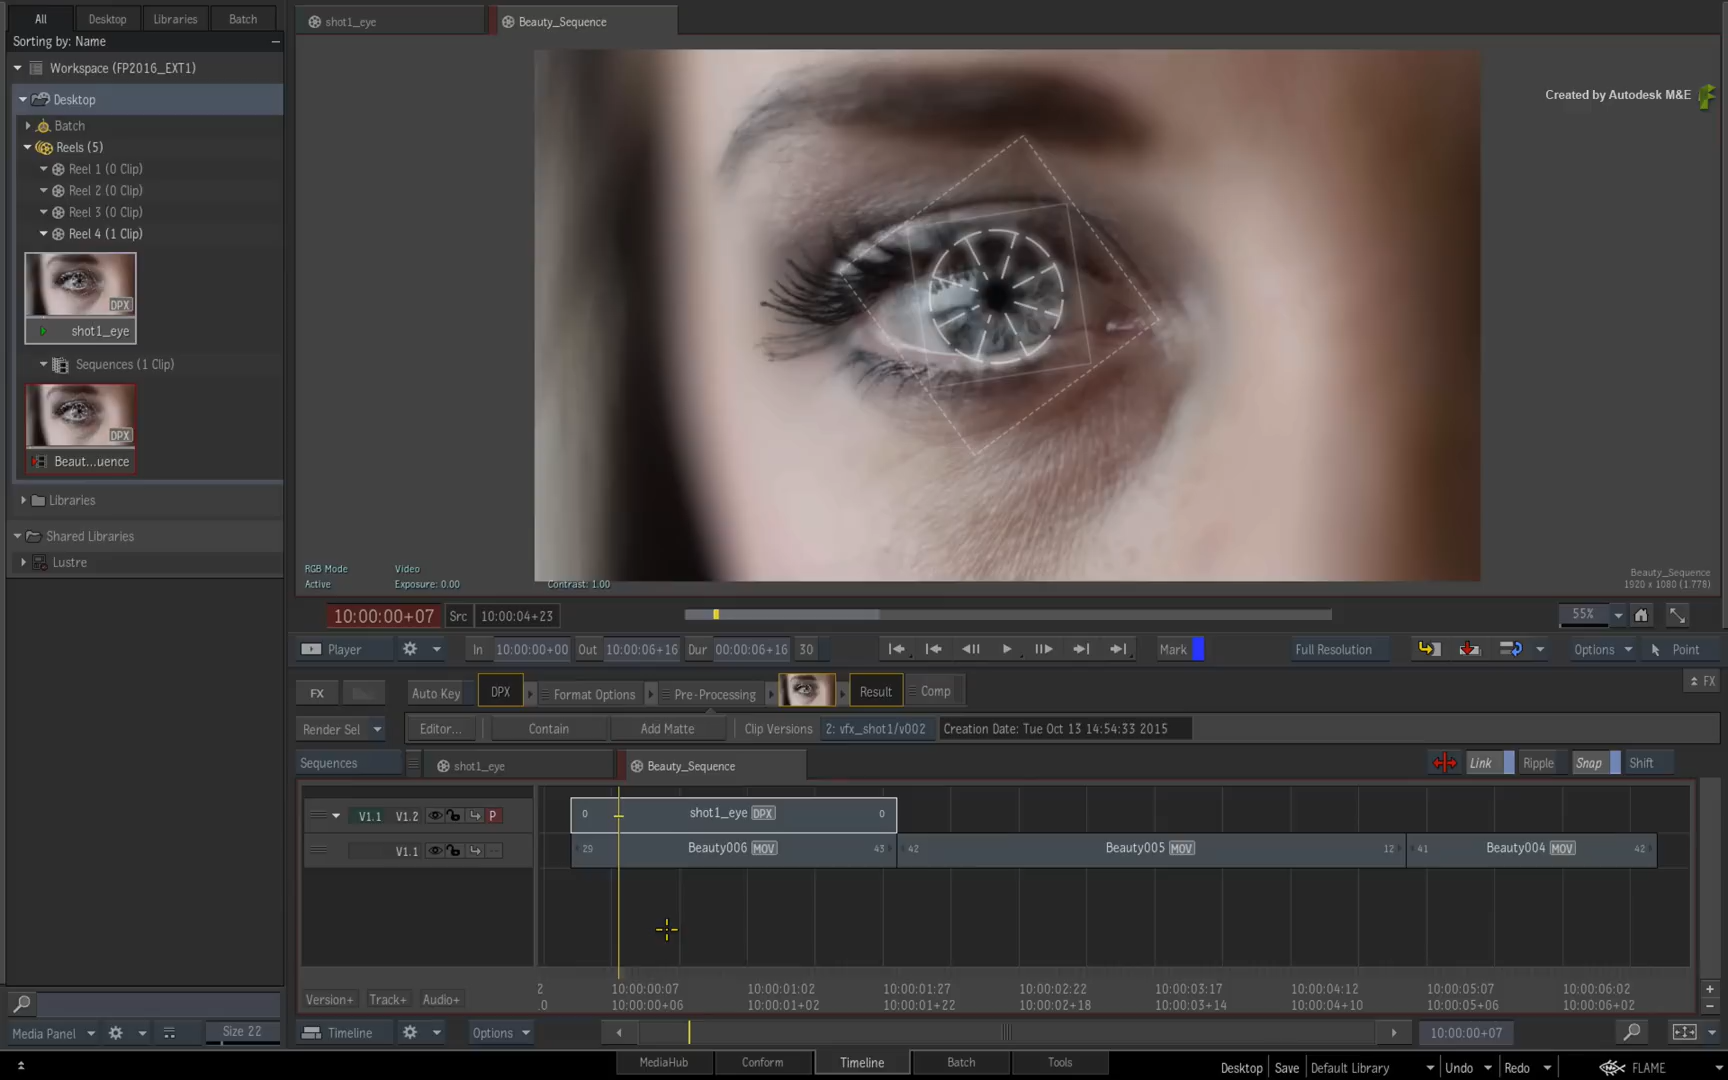 All Desktop Libraries Batch
Sorting by: Name
Workspace (FP2016_EXT1)
Desktop
Batch
Reels (5)
Reel 1 (0 Clip)
Reel 2 (0 Clip)
Reel 3 (0 Clip)
Reel 4 (1 Clip)
DPX
shot1_eye
Sequences (1 Clip)
DPX
Beaut...uence
Libraries
Shared Libraries
Lustre
Media Panel Size 22
shot1_eye Beauty_Sequence
Created by Autodesk M&E
RGB Mode Video
Active Exposure: 0.00 Contrast: 1.00
Beauty_Sequence
1920 x 1080 (1.778)
10:00:00+07 Src 10:00:04+23 55%
Player In 10:00:00+00 Out 10:00:06+16 Dur 00:00:06+16 30 Mark Full Resolution Options Point
FX Auto Key DPX Format Options Pre-Processing Result Comp FX
Render Sel Editor... Contain Add Matte Clip Versions 2: vfx_shot1/v002 Creation Date: Tue Oct 13 14:54:33 2015
Sequences shot1_eye Beauty_Sequence Link Ripple Snap Shift
V1.1 V1.2 P 0 shot1_eye DPX 0
V1.1 29 Beauty006 MOV 43 42 Beauty005 MOV 12 41 Beauty004 MOV 42
2 10:00:00:07 10:00:01:02 10:00:01:27 10:00:02:22 10:00:03:17 10:00:04:12 10:00:05:07 10:00:06:02
Version+ Track+ Audio+ .0 10:00:00+06 10:00:01+02 10:00:01+22 10:00:02+18 10:00:03+14 10:00:04+10 10:00:05+06 10:00:06+02
Timeline Options 10:00:00+07
MediaHub Conform Timeline Batch Tools
Desktop Save Default Library Undo Redo FLAME